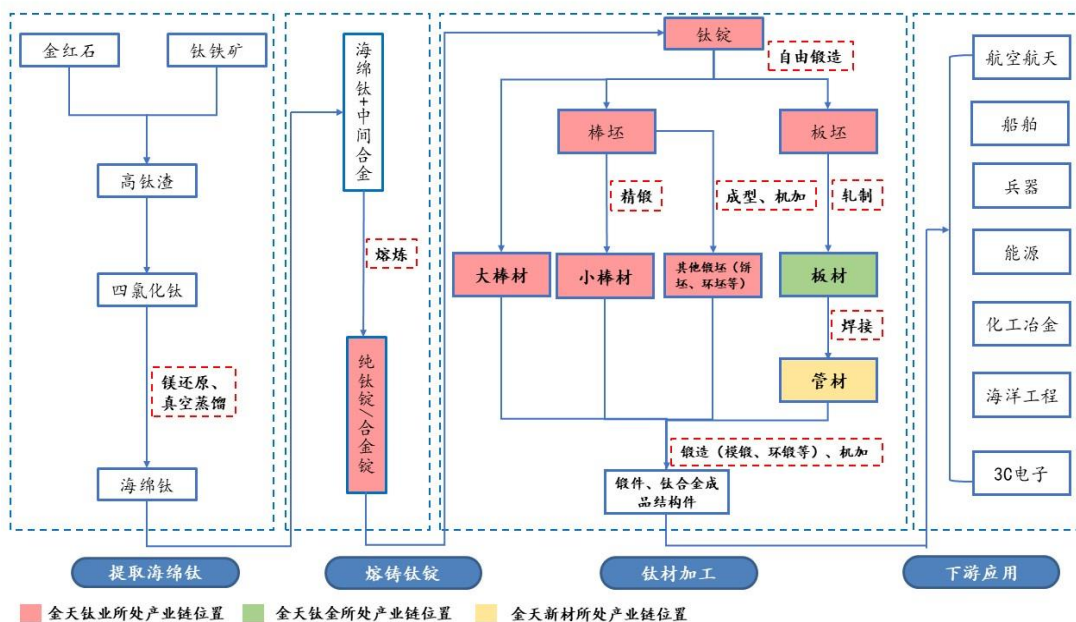 金红石
钛铁矿
高钛渣
四氯化钛
镁还原、
真空蒸馏
海绵钛
海绵钛+中间合金
熔炼
纯钛锭/合金锭
钛锭
自由锻造
棒坯
板坯
精锻
成型、机加
轧制
大棒材
小棒材
其他锻坯（饼
坯、环坯等）
板材
焊接
管材
锻造（模锻、环锻等）、机加
锻件、钛合金成
品结构件
航空航天
船舶
兵器
能源
化工冶金
海洋工程
3C电子
提取海绵钛
熔铸钛锭
钛材加工
下游应用
金天钛业所处产业链位置
金天钛金所处产业链位置
金天新材所处产业链位置